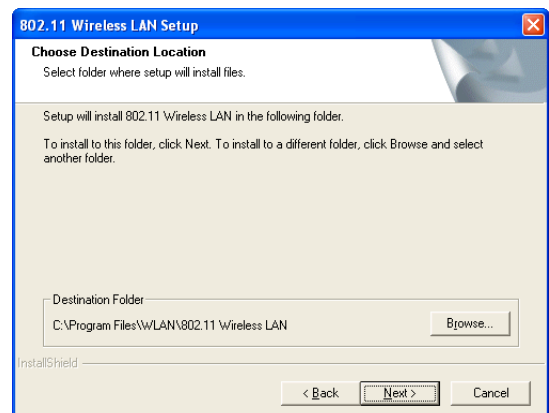 802.11 Wireless LAN Setup
Choose Destination Location
Select folder where setup will install files.
Setup will install 802.11 Wireless LAN in the following folder.
To install to this folder, click Next. To install to a different folder, click Browse and select
another folder.
Destination Folder
C:\Program Files\WLAN\802.11 Wireless LAN
Browse...
InstallShield
< Back
Next >
Cancel